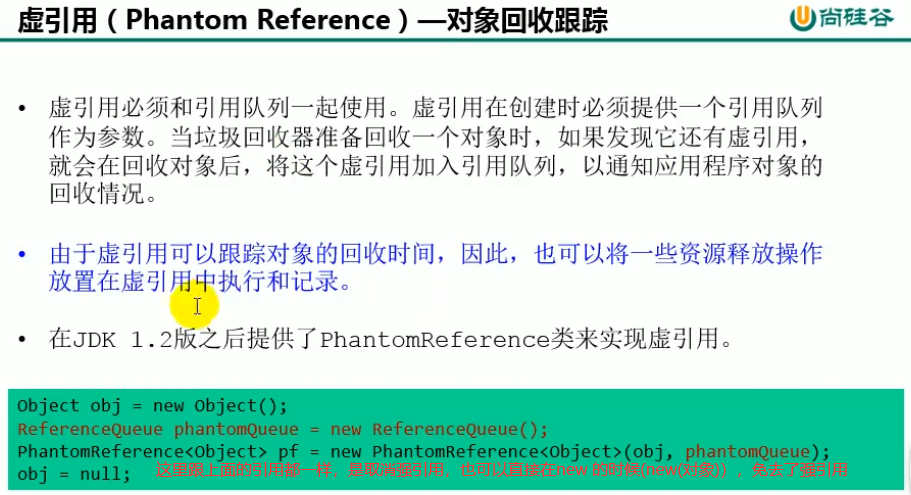 虚引用（Phantom Reference）—对象回收跟踪
尚硅谷
• 虚引用必须和引用队列一起使用。虚引用在创建时必须提供一个引用队列
作为参数。当垃圾回收器准备回收一个对象时，如果发现它还有虚引用，
就会在回收对象后，将这个虚引用加入引用队列，以通知应用程序对象的
回收情况。
• 由于虚引用可以跟踪对象的回收时间，因此，也可以将一些资源释放操作
放置在虚引用中执行和记录。
• 在JDK 1.2版之后提供了PhantomReference类来实现虚引用。
Object obj = new Object();
ReferenceQueue phantomQueue = new ReferenceQueue();
PhantomReference<Object> pf = new PhantomReference<Object>(obj, phantomQueue);
obj = null; 这里跟上面的引用都一样，是取消强引用，也可以直接在new 的时候(new(对象)) ，免去了强引用